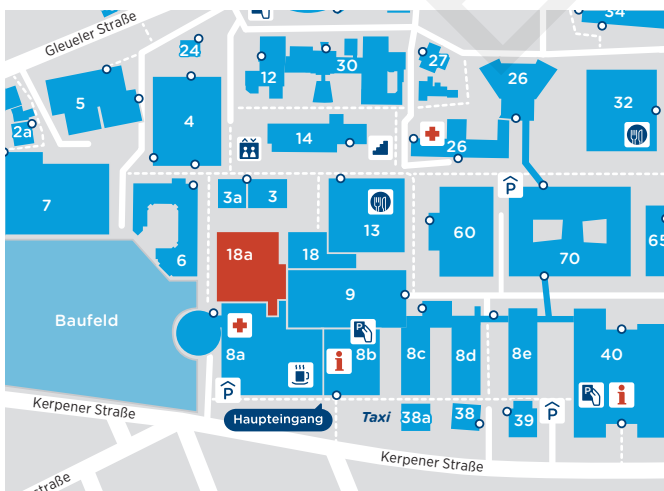 34
Gleueler Straße
24
12
30
27
26
32
5
4
14
2a
26
3a
3
P
7
13
60
70
65
6
18a
18
9
Baufeld
P
8a
i
8b
8c
8d
8e
40
P
P
i
P
Kerpener Straße
Haupteingang
Taxi
38a
38
39
Kerpener Straße
straße